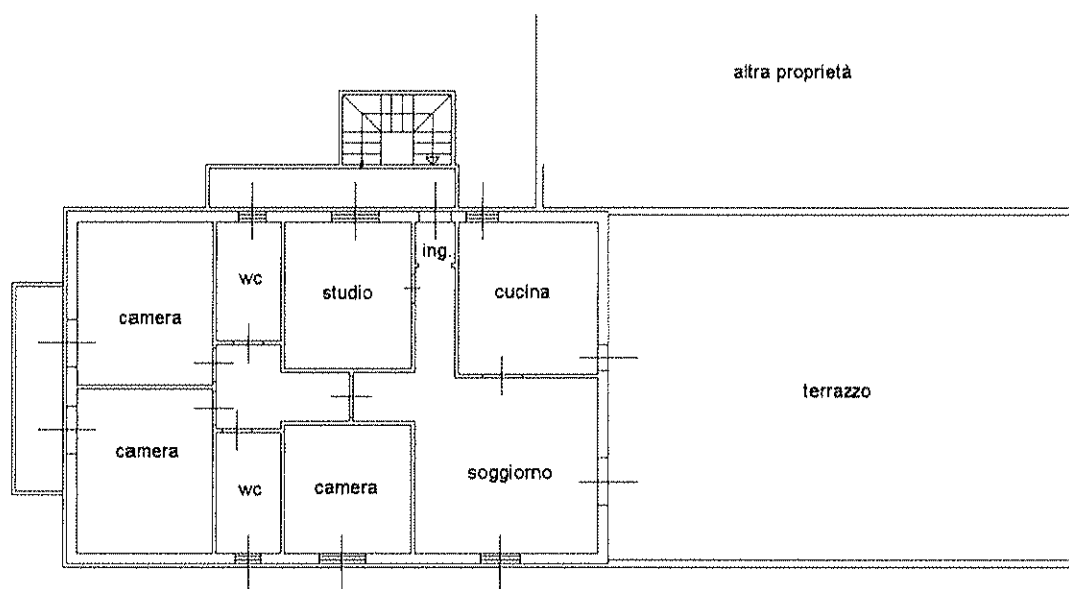 altra proprietà
ing.
wc
studio
cucina
camera
terrazzo
camera
soggiorno
wc
camera